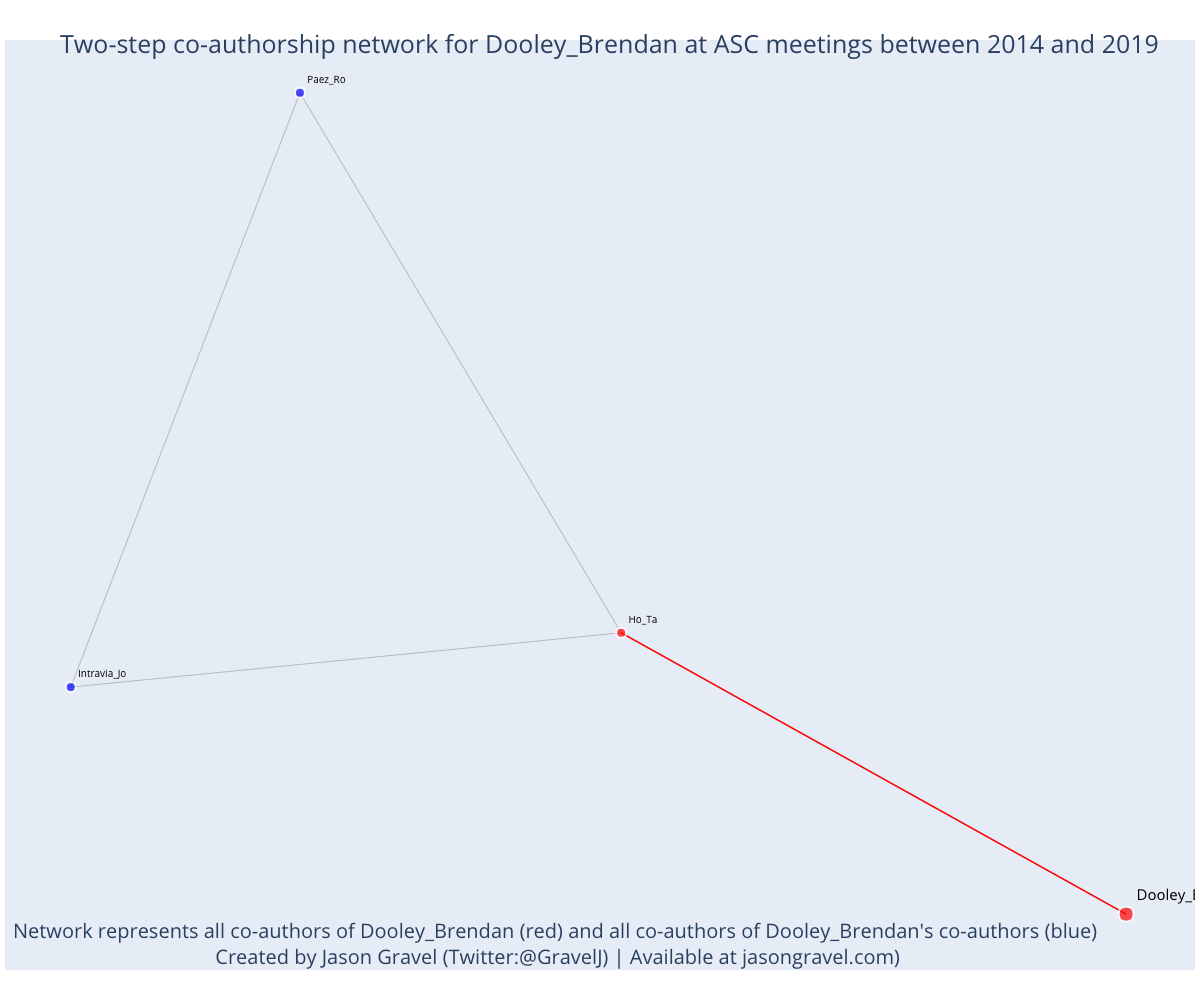 Two-step co-authorship network for Dooley_Brendan at ASC meetings between 2014 and 2019
Paez_Ro
Ho_Ta
Intravia_Jo
Dooley_
Network represents all co-authors of Dooley_Brendan (red) and all co-authors of Dooley_Brendan's co-authors (blue)
Created by Jason Gravel (Twitter:@GravelJ) | Available at jasongravel.com)